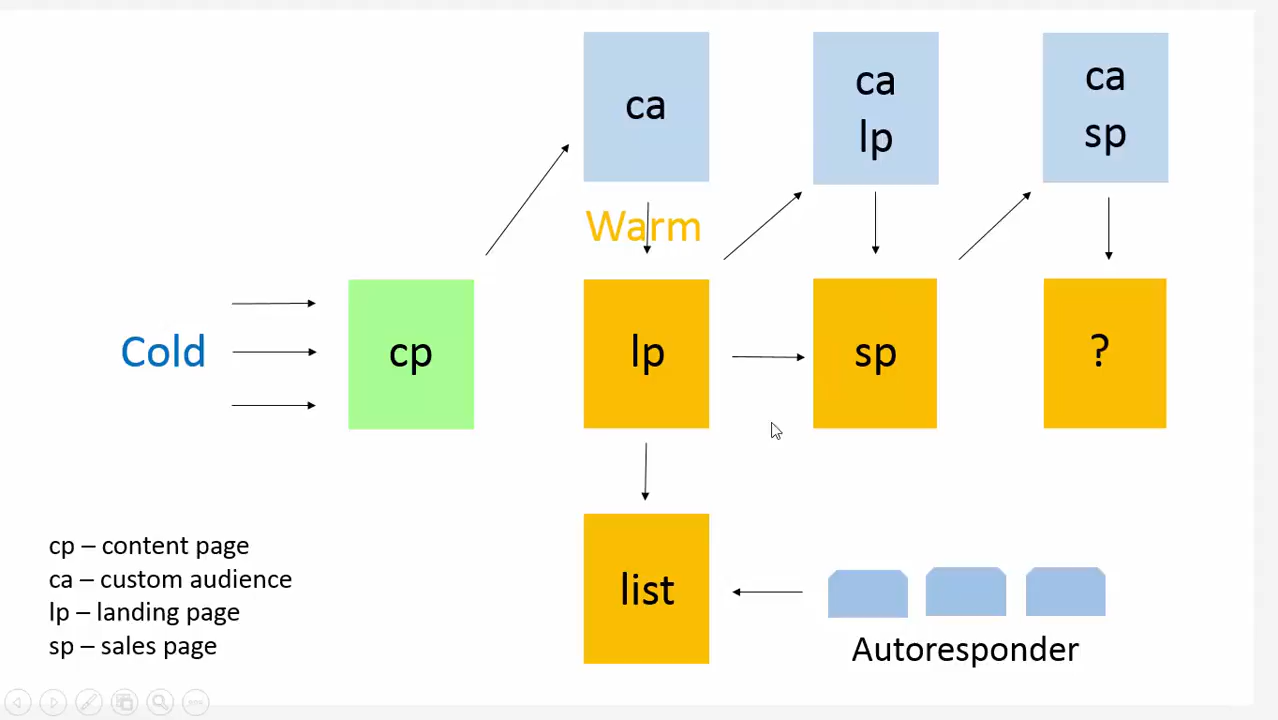 ca
ca
lp
ca
sp
Warm
Cold
cp
lp
sp
?
list
cp – content page
ca – custom audience
lp – landing page
sp – sales page
Autoresponder